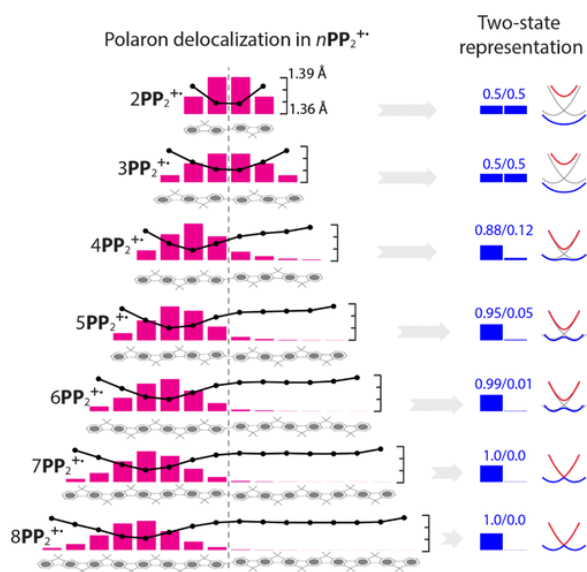 Polaron delocalization in nPP₂⁺•
Two-state
representation
2PP₂⁺•
1.39 Å
1.36 Å
0.5/0.5
3PP₂⁺•
0.5/0.5
4PP₂⁺•
0.88/0.12
5PP₂⁺•
0.95/0.05
6PP₂⁺•
0.99/0.01
7PP₂⁺•
1.0/0.0
8PP₂⁺•
1.0/0.0